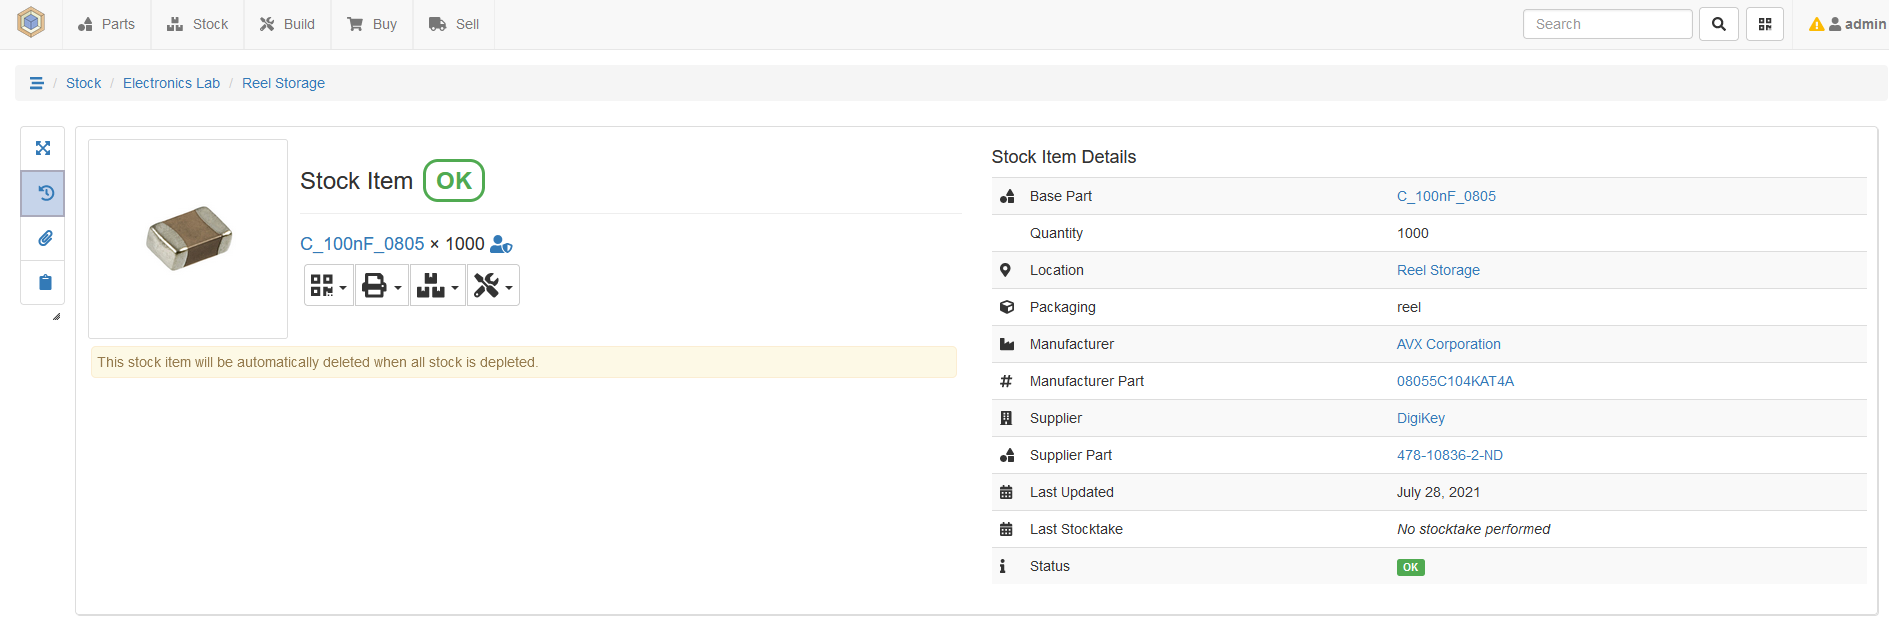 Parts Stock Build Buy Sell Search admin
/ Stock / Electronics Lab / Reel Storage
Stock Item OK
C_100nF_0805 × 1000
This stock item will be automatically deleted when all stock is depleted.
Stock Item Details
Base Part C_100nF_0805
Quantity 1000
Location Reel Storage
Packaging reel
Manufacturer AVX Corporation
Manufacturer Part 08055C104KAT4A
Supplier DigiKey
Supplier Part 478-10836-2-ND
Last Updated July 28, 2021
Last Stocktake No stocktake performed
Status OK